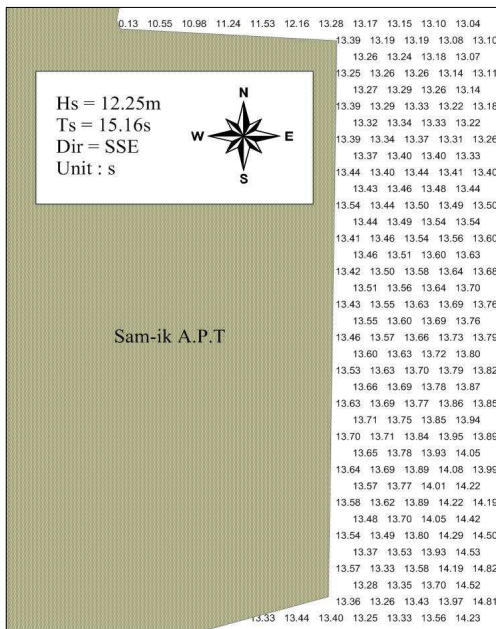 0.13 10.55 10.98 11.24 11.53 12.16 13.28 13.17 13.15 13.10 13.04
13.39 13.19 13.19 13.08 13.10
13.26 13.24 13.18 13.07
13.25 13.26 13.26 13.14 13.11
Hs = 12.25m
Ts = 15.16s
Dir = SSE
Unit : s
N
W
E
S
13.27 13.29 13.26 13.14
13.39 13.29 13.33 13.22 13.18
13.32 13.34 13.33 13.22
13.39 13.34 13.37 13.31 13.26
13.37 13.40 13.40 13.33
13.44 13.40 13.44 13.41 13.40
13.43 13.46 13.48 13.44
13.54 13.44 13.50 13.49 13.50
13.44 13.49 13.54 13.54
13.41 13.46 13.54 13.56 13.60
13.46 13.51 13.60 13.63
13.42 13.50 13.58 13.64 13.68
13.51 13.56 13.64 13.70
13.43 13.55 13.63 13.69 13.76
13.55 13.60 13.69 13.76
Sam-ik A.P.T
13.46 13.57 13.66 13.73 13.79
13.60 13.63 13.72 13.80
13.53 13.63 13.70 13.79 13.82
13.66 13.69 13.78 13.87
13.63 13.69 13.77 13.86 13.85
13.71 13.75 13.85 13.94
13.70 13.71 13.84 13.95 13.89
13.65 13.78 13.93 14.05
13.64 13.69 13.89 14.08 13.99
13.57 13.77 14.01 14.22
13.58 13.62 13.89 14.22 14.19
13.48 13.70 14.05 14.42
13.54 13.49 13.80 14.29 14.50
13.37 13.53 13.93 14.53
13.57 13.33 13.58 14.19 14.82
13.28 13.35 13.70 14.52
13.36 13.26 13.43 13.97 14.81
13.33 13.44 13.40 13.25 13.33 13.56 14.23